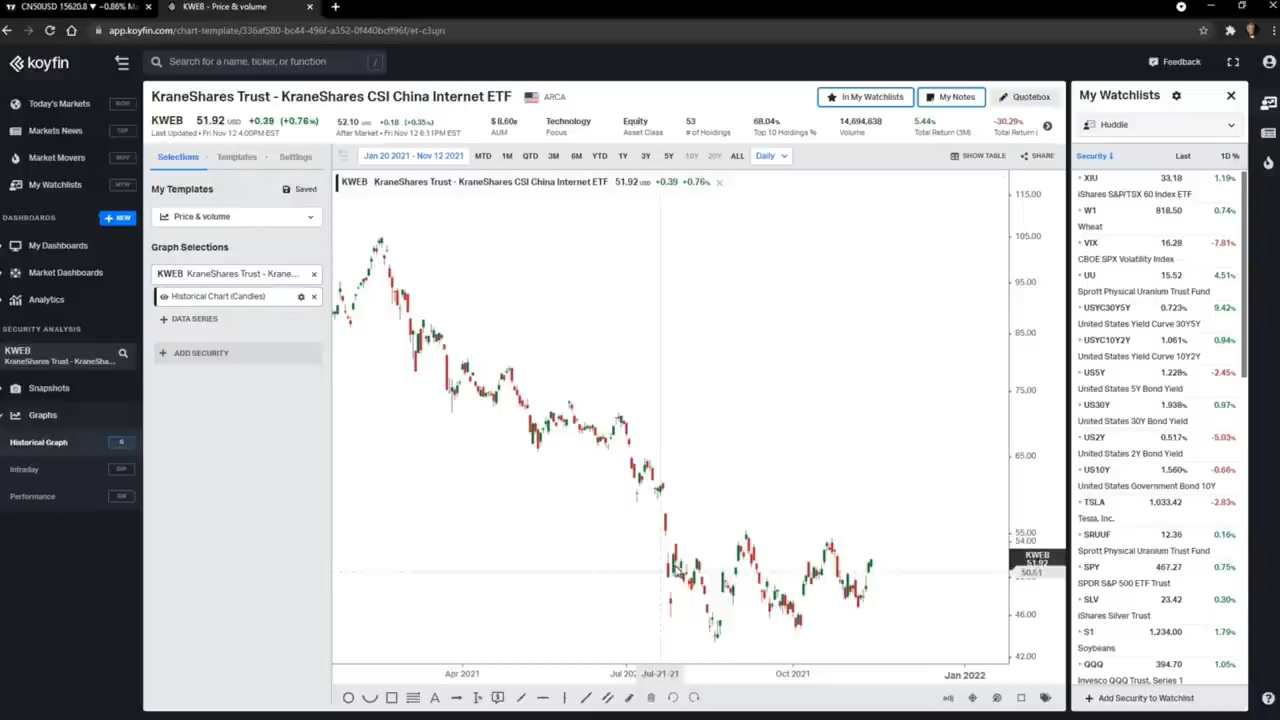 CN50USD 15620.8 ▼ −0.86% M
KWEB - Price & volume
app.koyfin.com/chart-template/336af580-bc44-496f-a352-0f440bcff96f/et-c3ujri
koyfin
Search for a name, ticker, or function
/
Feedback
Today's Markets
Markets News
TOP
Market Movers
MOV
My Watchlists
MYW
DASHBOARDS
+ NEW
My Dashboards
Market Dashboards
Analytics
SECURITY ANALYSIS
KWEB
KraneShares Trust - KraneSha...
Snapshots
Graphs
Historical Graph
G
Intraday
GIP
Performance
GM
KraneShares Trust - KraneShares CSI China Internet ETF
ARCA
In My Watchlists
My Notes
Quotebox
KWEB 51.92 USD +0.39 (+0.76%)
Last Updated • Fri Nov 12 4:00PM EST
52.10 USD +0.18 (+0.35%)
After Market • Fri Nov 12 6:11PM EST
$ 8.60B
AUM
Technology
Focus
Equity
Asset Class
53
# of Holdings
68.04%
Top 10 Holdings %
14,694,638
Volume
5.44%
Total Return (3M)
-30.29%
Total Return (
Selections
Templates
Settings
Jan 20 2021 - Nov 12 2021
MTD 1M QTD 3M 6M YTD 1Y 3Y 5Y 10Y 20Y ALL
Daily
SHOW TABLE
SHARE
My Templates
Saved
Price & volume
Graph Selections
KWEB KraneShares Trust - Krane...
Historical Chart (Candles)
+ DATA SERIES
+ ADD SECURITY
KWEB KraneShares Trust - KraneShares CSI China Internet ETF 51.92 USD +0.39 +0.76%
115.00
105.00
95.00
85.00
75.00
65.00
55.00
54.00
KWEB
51.92
50.51
46.00
42.00
Apr 2021
Jul 202
Jul-21-21
Oct 2021
Jan 2022
adj
My Watchlists
Huddle
Security
Last
1D %
XIU 33.18 1.19%
iShares S&P/TSX 60 Index ETF
W1 818.50 0.74%
Wheat
VIX 16.28 -7.81%
CBOE SPX Volatility Index
UU 15.52 4.51%
Sprott Physical Uranium Trust Fund
USYC30Y5Y 0.723% 9.42%
United States Yield Curve 30Y5Y
USYC10Y2Y 1.061% 0.94%
United States Yield Curve 10Y2Y
US5Y 1.228% -2.45%
United States 5Y Bond Yield
US30Y 1.938% 0.97%
United States 30Y Bond Yield
US2Y 0.517% -5.03%
United States 2Y Bond Yield
US10Y 1.560% -0.66%
United States Government Bond 10Y
TSLA 1,033.42 -2.83%
Tesla, Inc.
SRUUF 12.36 0.16%
Sprott Physical Uranium Trust Fund
SPY 467.27 0.75%
SPDR S&P 500 ETF Trust
SLV 23.42 0.30%
iShares Silver Trust
S1 1,234.00 1.79%
Soybeans
QQQ 394.70 1.05%
Invesco QQQ Trust, Series 1
+ Add Security to Watchlist